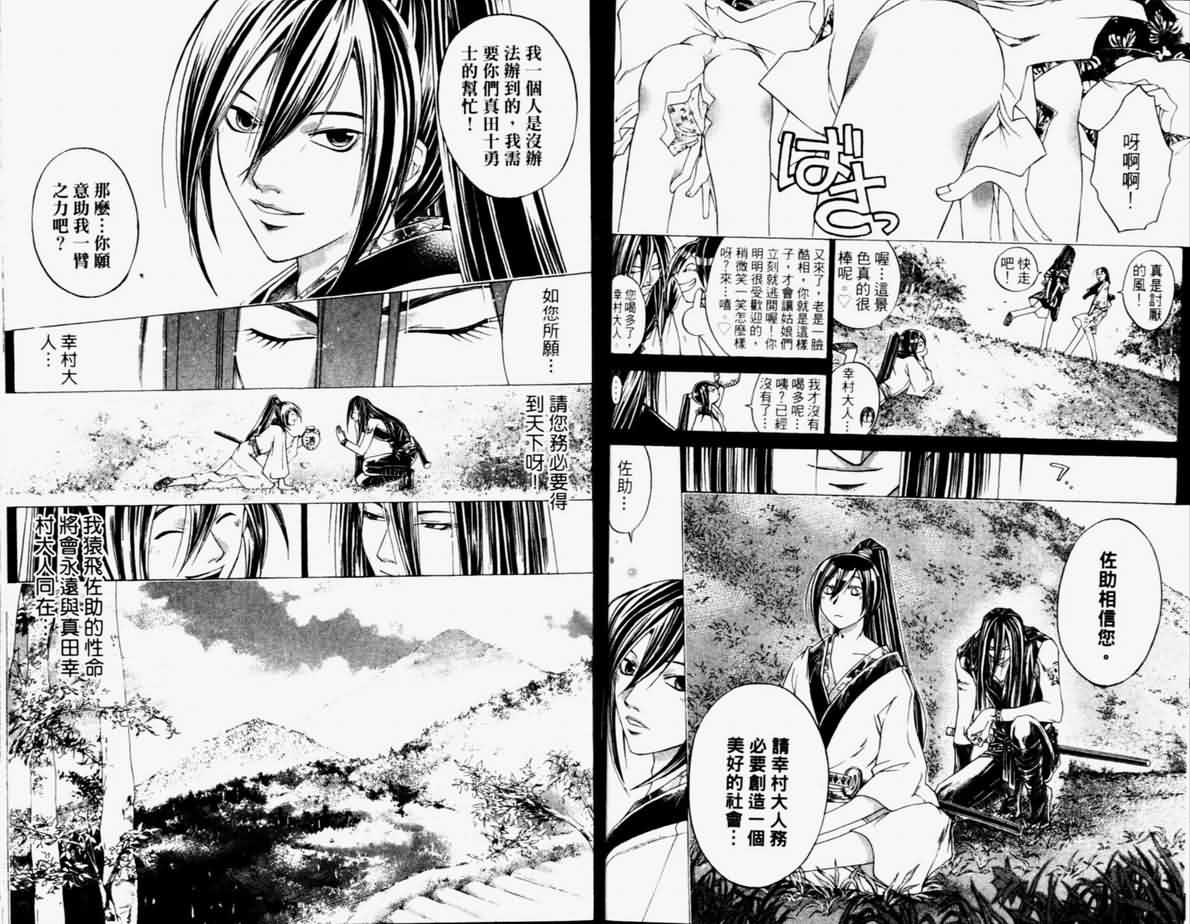 呀啊啊！
ばさっ
真是討厭
的風！
快走
吧！
喔…這景
色真的很
棒呢。♡
又來了，老是一臉
酷相，你就是這樣
子，才會讓姑娘們
立刻就逃開喔！你
明明很受歡迎的，
稍微笑一笑怎麼樣
呀？來…嘻。♡
您喝多了，
幸村大人
幸村大人…
我才沒有
喝多呢…
咦？已經
沒有了…
佐助…
佐助相信您。
請幸村大人務
必要創造一個
美好的社會…
我一個人是沒辦
法辦到的，我需
要你們真田十勇
士的幫忙！
那麼…你願
意助我一臂
之力吧？
如您所願…
幸村大
人…
請您務必要得
到天下呀！
酒
我猿飛佐助的性命
將會永遠與真田幸
村大人同在…